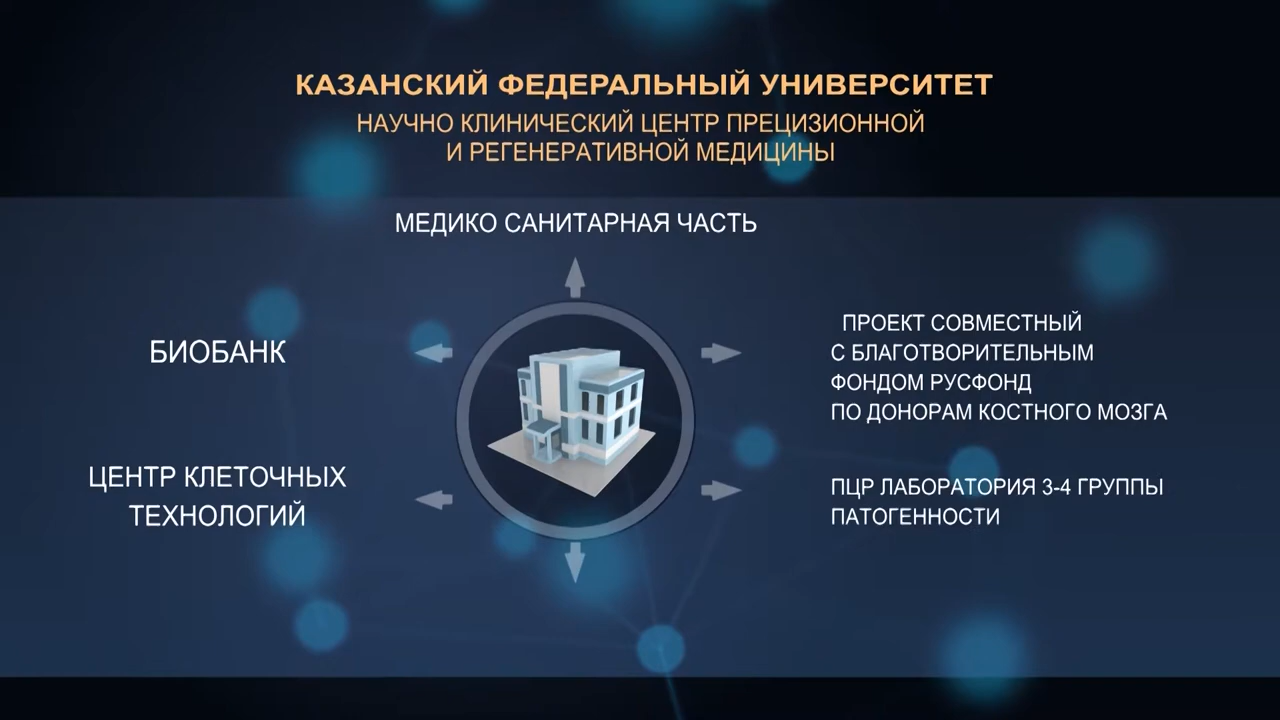 КАЗАНСКИЙ ФЕДЕРАЛЬНЫЙ УНИВЕРСИТЕТ
НАУЧНО КЛИНИЧЕСКИЙ ЦЕНТР ПРЕЦИЗИОННОЙ
И РЕГЕНЕРАТИВНОЙ МЕДИЦИНЫ
МЕДИКО САНИТАРНАЯ ЧАСТЬ
БИОБАНК
ЦЕНТР КЛЕТОЧНЫХ
ТЕХНОЛОГИЙ
ПРОЕКТ СОВМЕСТНЫЙ
С БЛАГОТВОРИТЕЛЬНЫМ
ФОНДОМ РУСФОНД
ПО ДОНОРАМ КОСТНОГО МОЗГА
ПЦР ЛАБОРАТОРИЯ 3-4 ГРУППЫ
ПАТОГЕННОСТИ